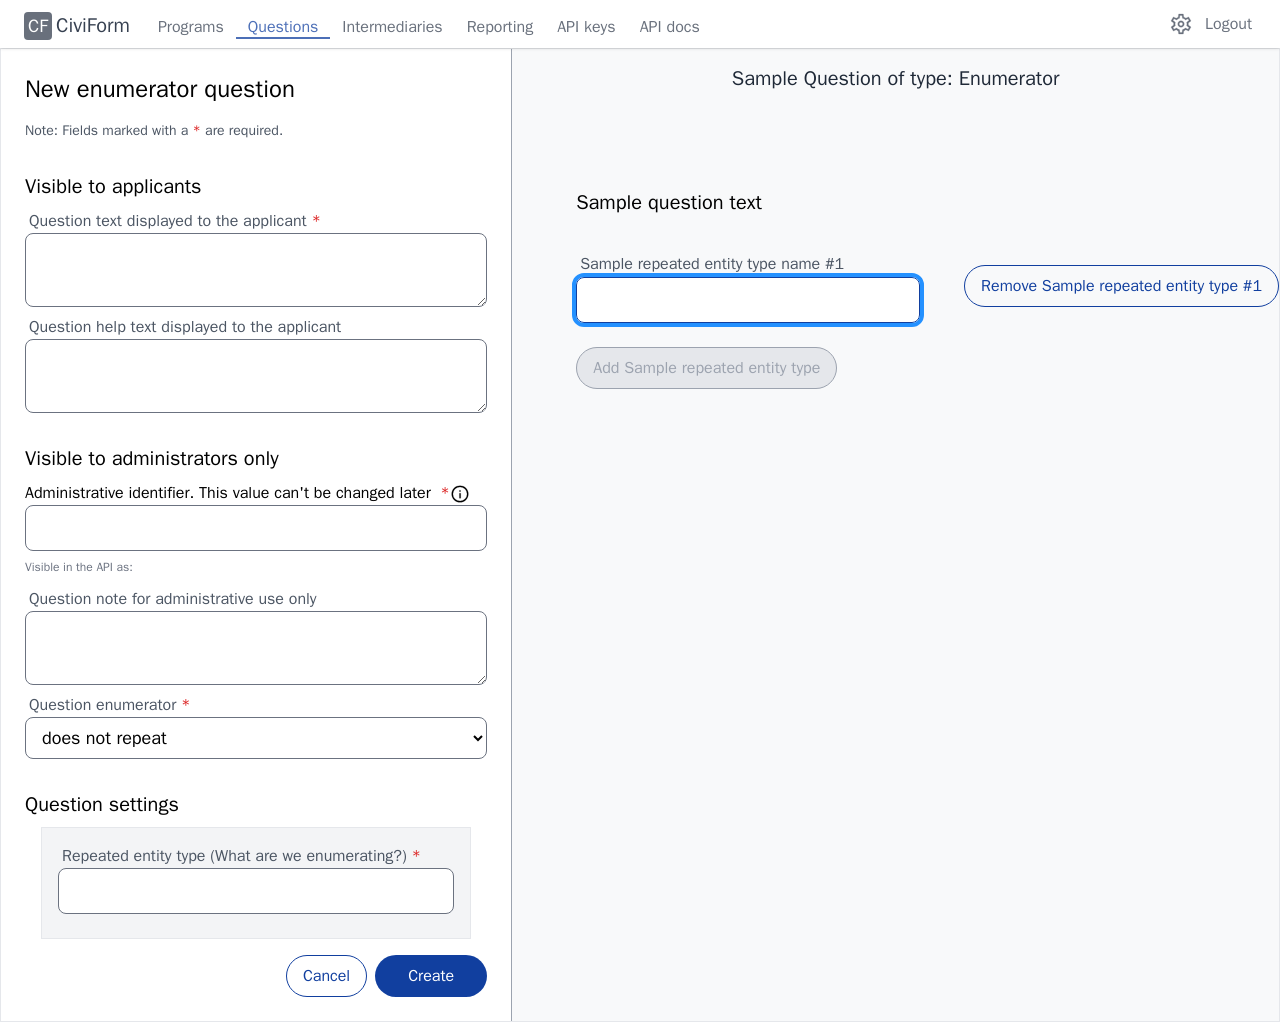 CF CiviForm Programs Questions Intermediaries Reporting API keys API docs Logout
New enumerator question
Note: Fields marked with a * are required.
Visible to applicants
Question text displayed to the applicant *
Question help text displayed to the applicant
Visible to administrators only
Administrative identifier. This value can't be changed later *
Visible in the API as:
Question note for administrative use only
Question enumerator *
does not repeat
Question settings
Repeated entity type (What are we enumerating?) *
Cancel Create
Sample Question of type: Enumerator
Sample question text
Sample repeated entity type name #1
Remove Sample repeated entity type #1
Add Sample repeated entity type